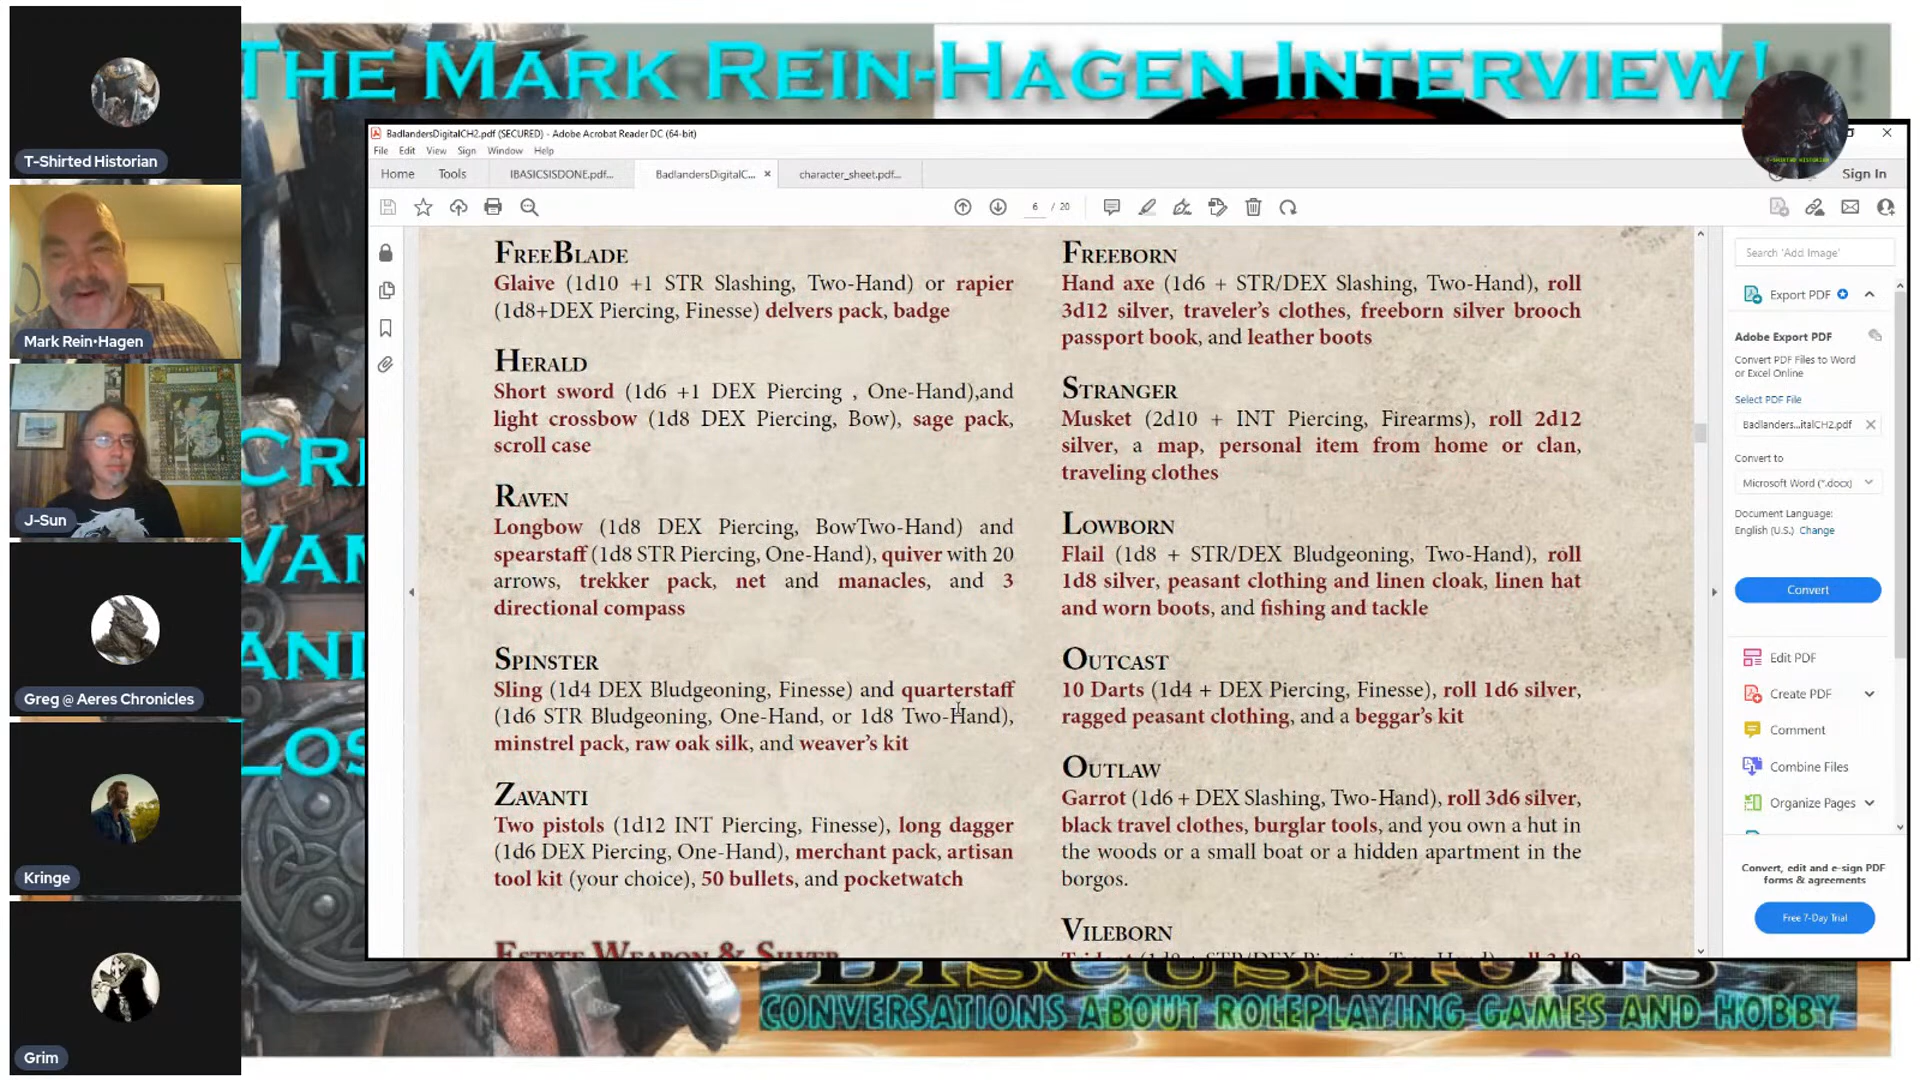 THE MARK REIN-HAGEN INTERVIEW!
T-Shirted Historian
Mark Rein•Hagen
J-Sun
Greg @ Aeres Chronicles
Kringe
Grim
BadlandersDigitalCH2.pdf (SECURED) - Adobe Acrobat Reader DC (64-bit)
File Edit View Sign Window Help
Home Tools IBASICSISDONE.pdf... BadlandersDigitalC... character_sheet.pdf...
Sign In
6 / 20
FREEBLADE
Glaive (1d10 +1 STR Slashing, Two-Hand) or rapier
(1d8+DEX Piercing, Finesse) delvers pack, badge
HERALD
Short sword (1d6 +1 DEX Piercing , One-Hand),and
light crossbow (1d8 DEX Piercing, Bow), sage pack,
scroll case
RAVEN
Longbow (1d8 DEX Piercing, BowTwo-Hand) and
spearstaff (1d8 STR Piercing, One-Hand), quiver with 20
arrows, trekker pack, net and manacles, and 3
directional compass
SPINSTER
Sling (1d4 DEX Bludgeoning, Finesse) and quarterstaff
(1d6 STR Bludgeoning, One-Hand, or 1d8 Two-Hand),
minstrel pack, raw oak silk, and weaver's kit
ZAVANTI
Two pistols (1d12 INT Piercing, Finesse), long dagger
(1d6 DEX Piercing, One-Hand), merchant pack, artisan
tool kit (your choice), 50 bullets, and pocketwatch
ESTATE WEAPON & SILVER
FREEBORN
Hand axe (1d6 + STR/DEX Slashing, Two-Hand), roll
3d12 silver, traveler's clothes, freeborn silver brooch
passport book, and leather boots
STRANGER
Musket (2d10 + INT Piercing, Firearms), roll 2d12
silver, a map, personal item from home or clan,
traveling clothes
LOWBORN
Flail (1d8 + STR/DEX Bludgeoning, Two-Hand), roll
1d8 silver, peasant clothing and linen cloak, linen hat
and worn boots, and fishing and tackle
OUTCAST
10 Darts (1d4 + DEX Piercing, Finesse), roll 1d6 silver,
ragged peasant clothing, and a beggar's kit
OUTLAW
Garrot (1d6 + DEX Slashing, Two-Hand), roll 3d6 silver,
black travel clothes, burglar tools, and you own a hut in
the woods or a small boat or a hidden apartment in the
borgos.
VILEBORN
Search 'Add Image'
Export PDF
Adobe Export PDF
Convert PDF Files to Word
or Excel Online
Select PDF File
Badlanders...italCH2.pdf
Convert to
Microsoft Word (*.docx)
Document Language:
English (U.S.) Change
Convert
Edit PDF
Create PDF
Comment
Combine Files
Organize Pages
Convert, edit and e-sign PDF
forms & agreements
Free 7-Day Trial
CRE
VAM
AND
LOS
DISCUSSIONS
CONVERSATIONS ABOUT ROLEPLAYING GAMES AND HOBBY